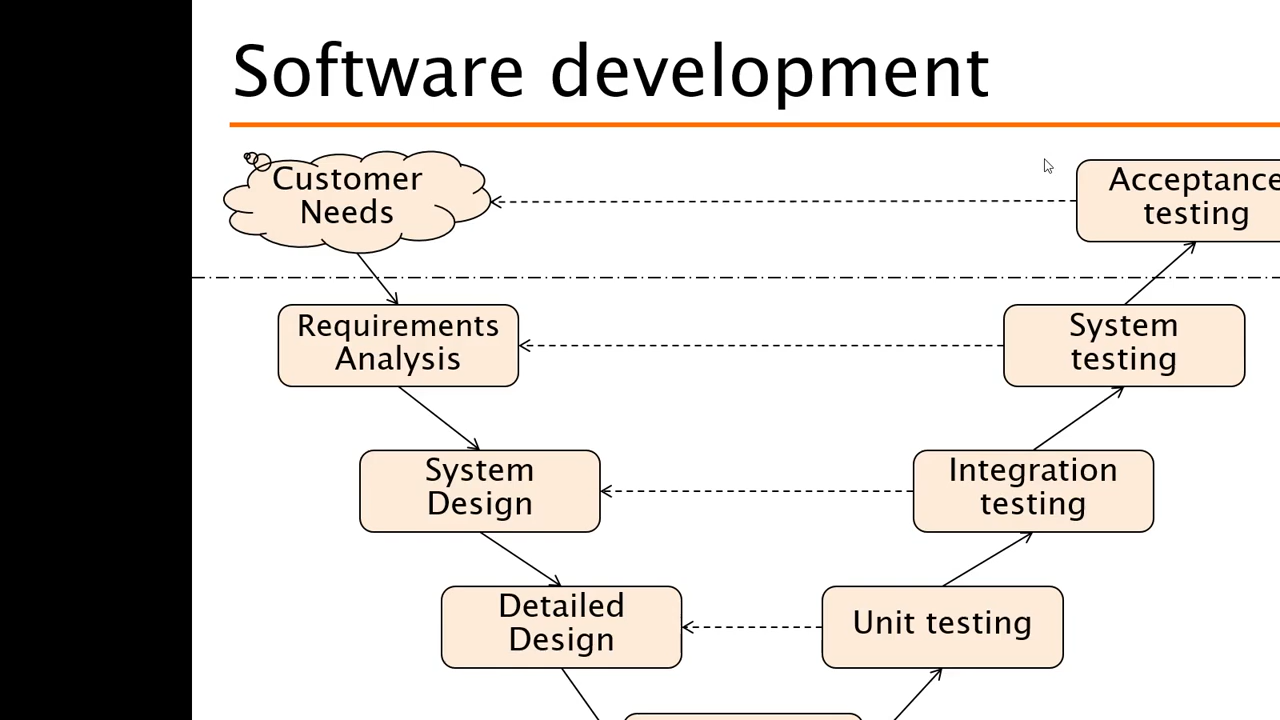 Software development
Customer
Needs
Acceptance
testing
Requirements
Analysis
System
testing
System
Design
Integration
testing
Detailed
Design
Unit testing